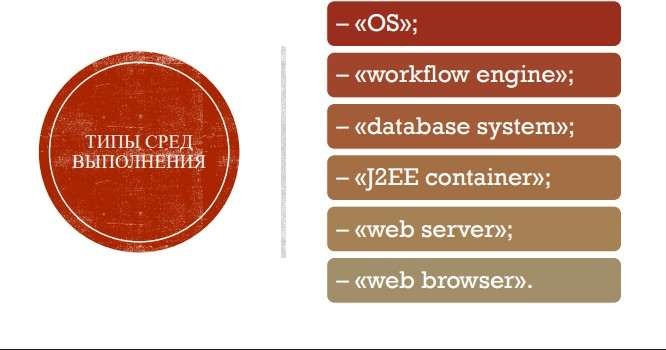 ТИПЫ СРЕД
ВЫПОЛНЕНИЯ
– «OS»;
– «workflow engine»;
– «database system»;
– «J2EE container»;
– «web server»;
– «web browser».